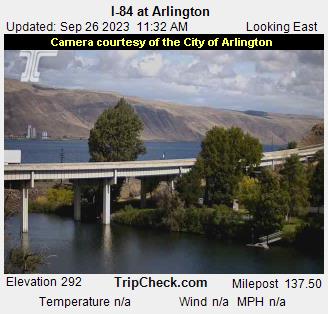 I-84 at Arlington
Updated: Sep 26 2023 11:32 AM Looking East
Camera courtesy of the City of Arlington
Elevation 292 TripCheck.com Milepost 137.50
Temperature n/a Wind n/a MPH n/a